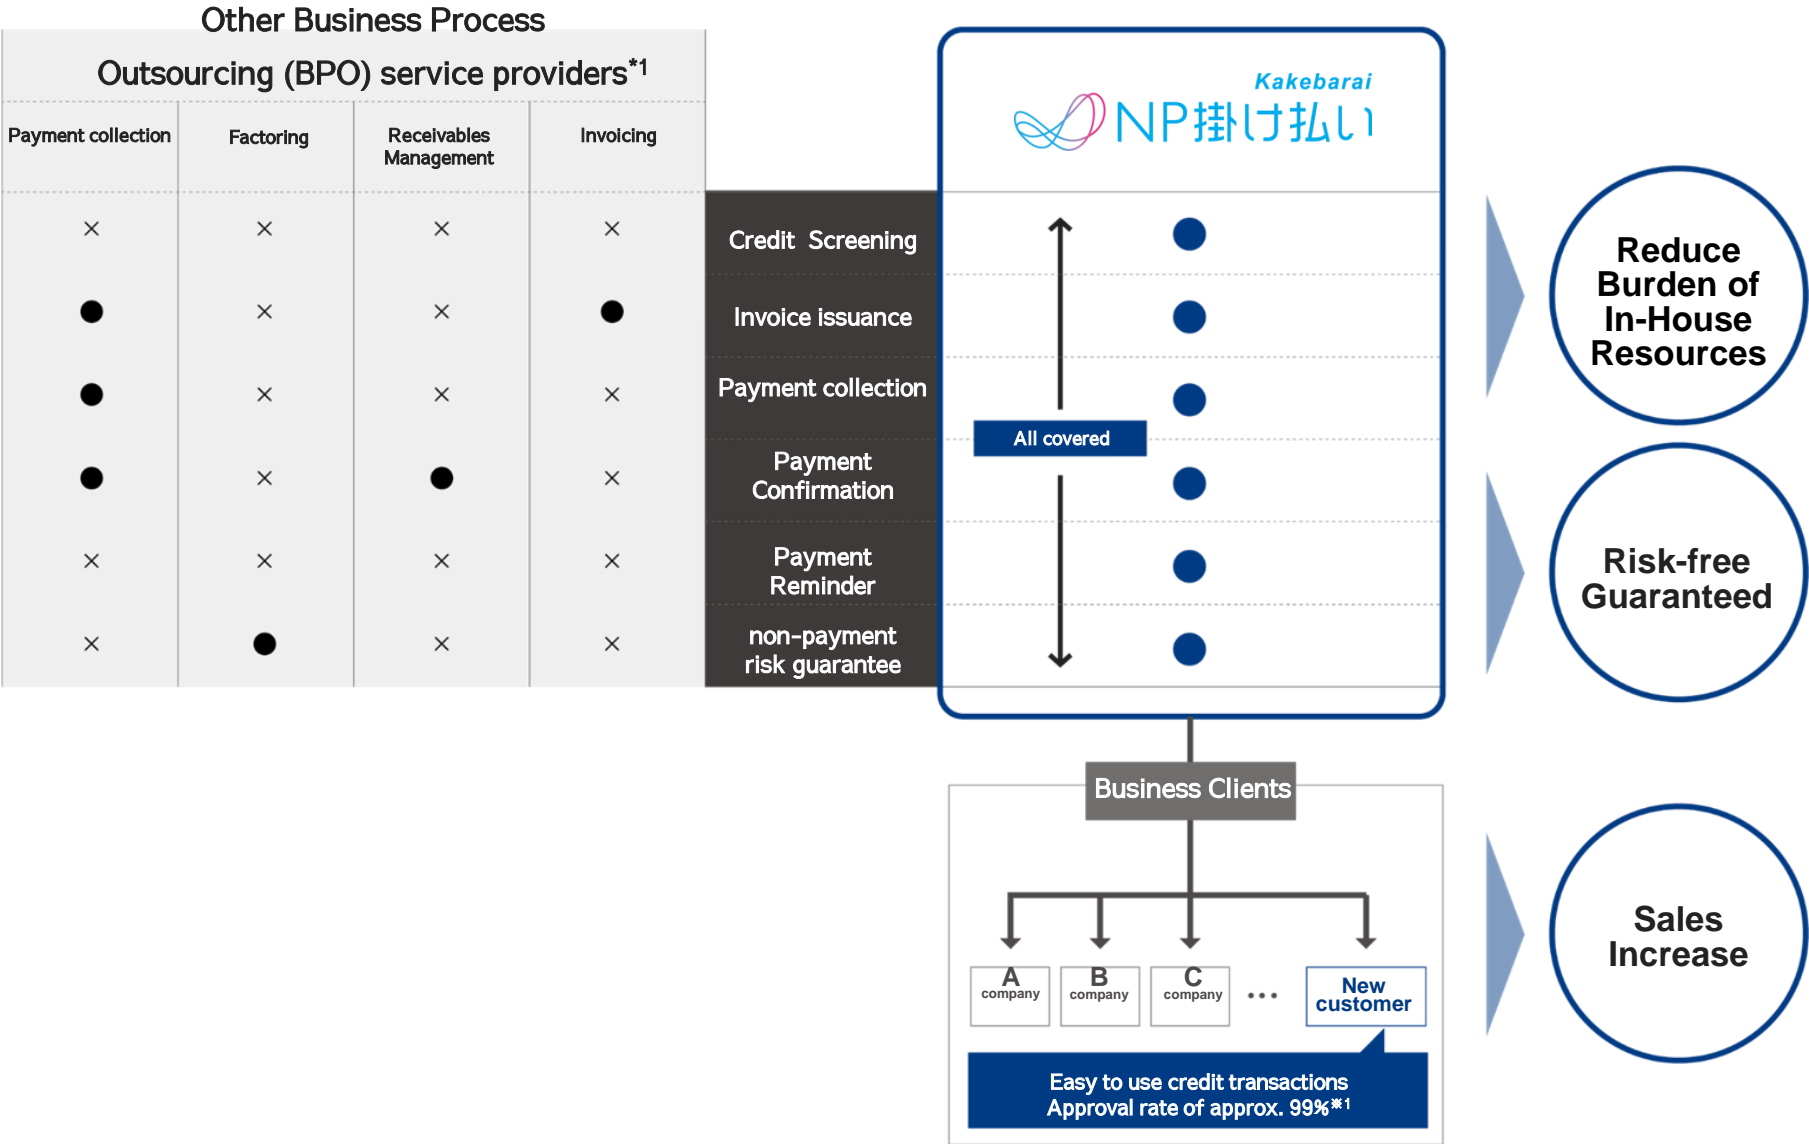 Other Business Process
Outsourcing (BPO) service providers*1
Payment collection
Factoring
Receivables
Management
Invoicing
Kakebarai
NP掛け払い
× × × ×
Credit Screening
● × × ●
Invoice issuance
● × × ×
Payment collection
All covered
● × ● ×
Payment
Confirmation
× × × ×
Payment
Reminder
× ● × ×
non-payment
risk guarantee
Reduce
Burden of
In-House
Resources
Risk-free
Guaranteed
Business Clients
A
company
B
company
C
company
…
New
customer
Easy to use credit transactions
Approval rate of approx. 99%※1
Sales
Increase